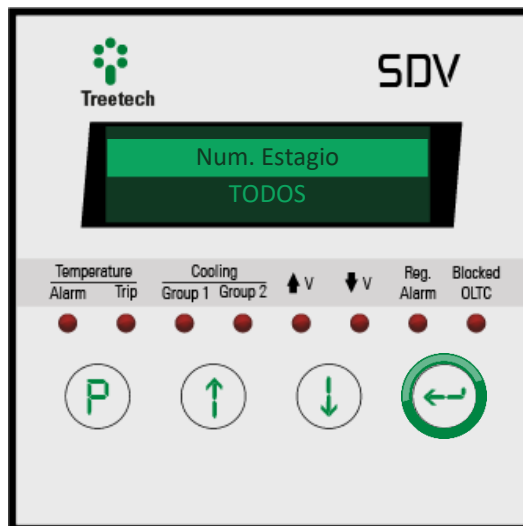 Treetech
SDV
Num. Estagio
TODOS
Temperature
Cooling
Alarm
Trip
Group 1
Group 2
V
V
Reg.
Alarm
Blocked
OLTC
P